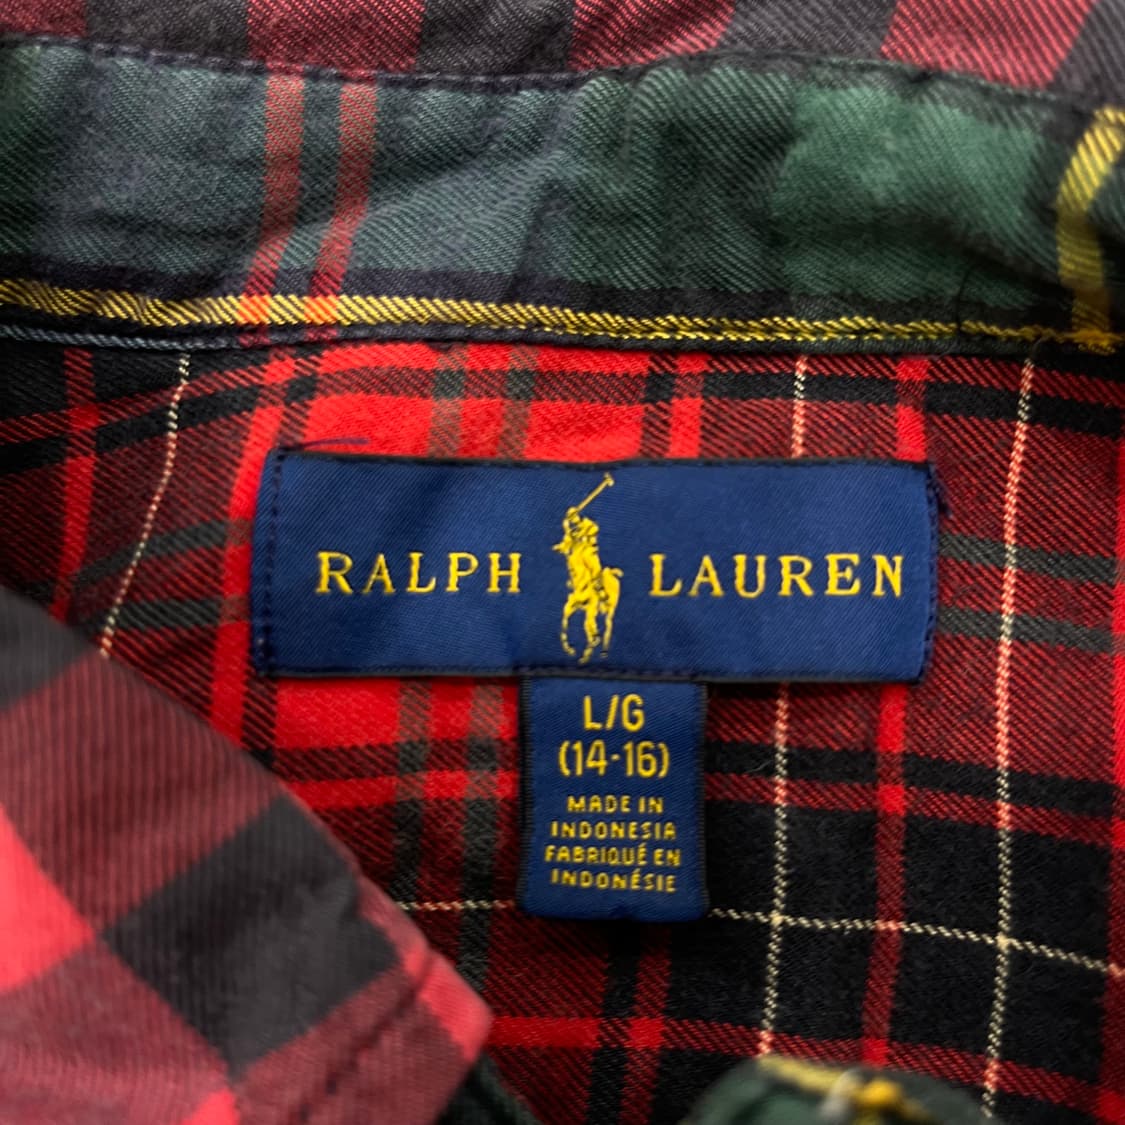 RALPH LAUREN
L/G
(14-16)
MADE IN
INDONESIA
FABRIQUÉ EN
INDONÉSIE